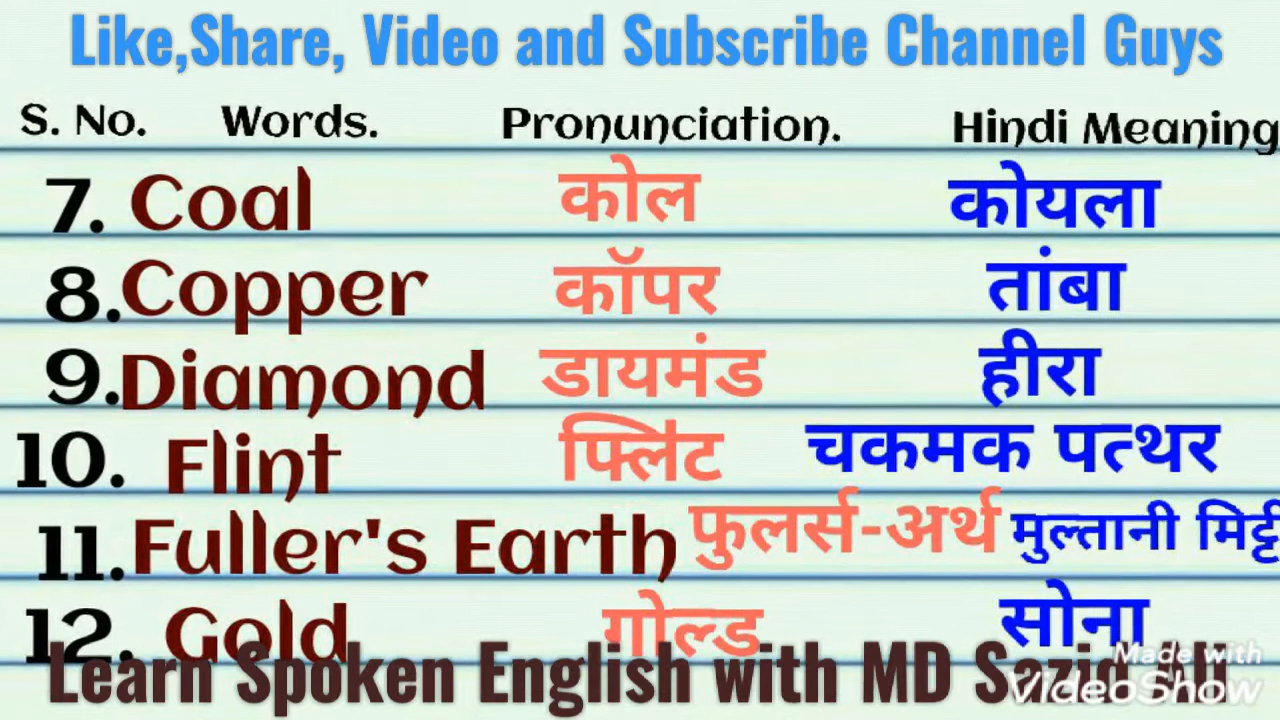 Like,Share, Video and Subscribe Channel Guys
S. No. Words. Pronunciation. Hindi Meaning
7. Coal कोल कोयला
8. Copper कॉपर तांबा
9. Diamond डायमंड हीरा
10. Flint फ्लिंट चकमक पत्थर
11. Fuller's Earth फुलर्स-अर्थ मुल्तानी मिट्टी
12. Gold गोल्ड सोना
Learn Spoken English with MD
Made with
VideoShow